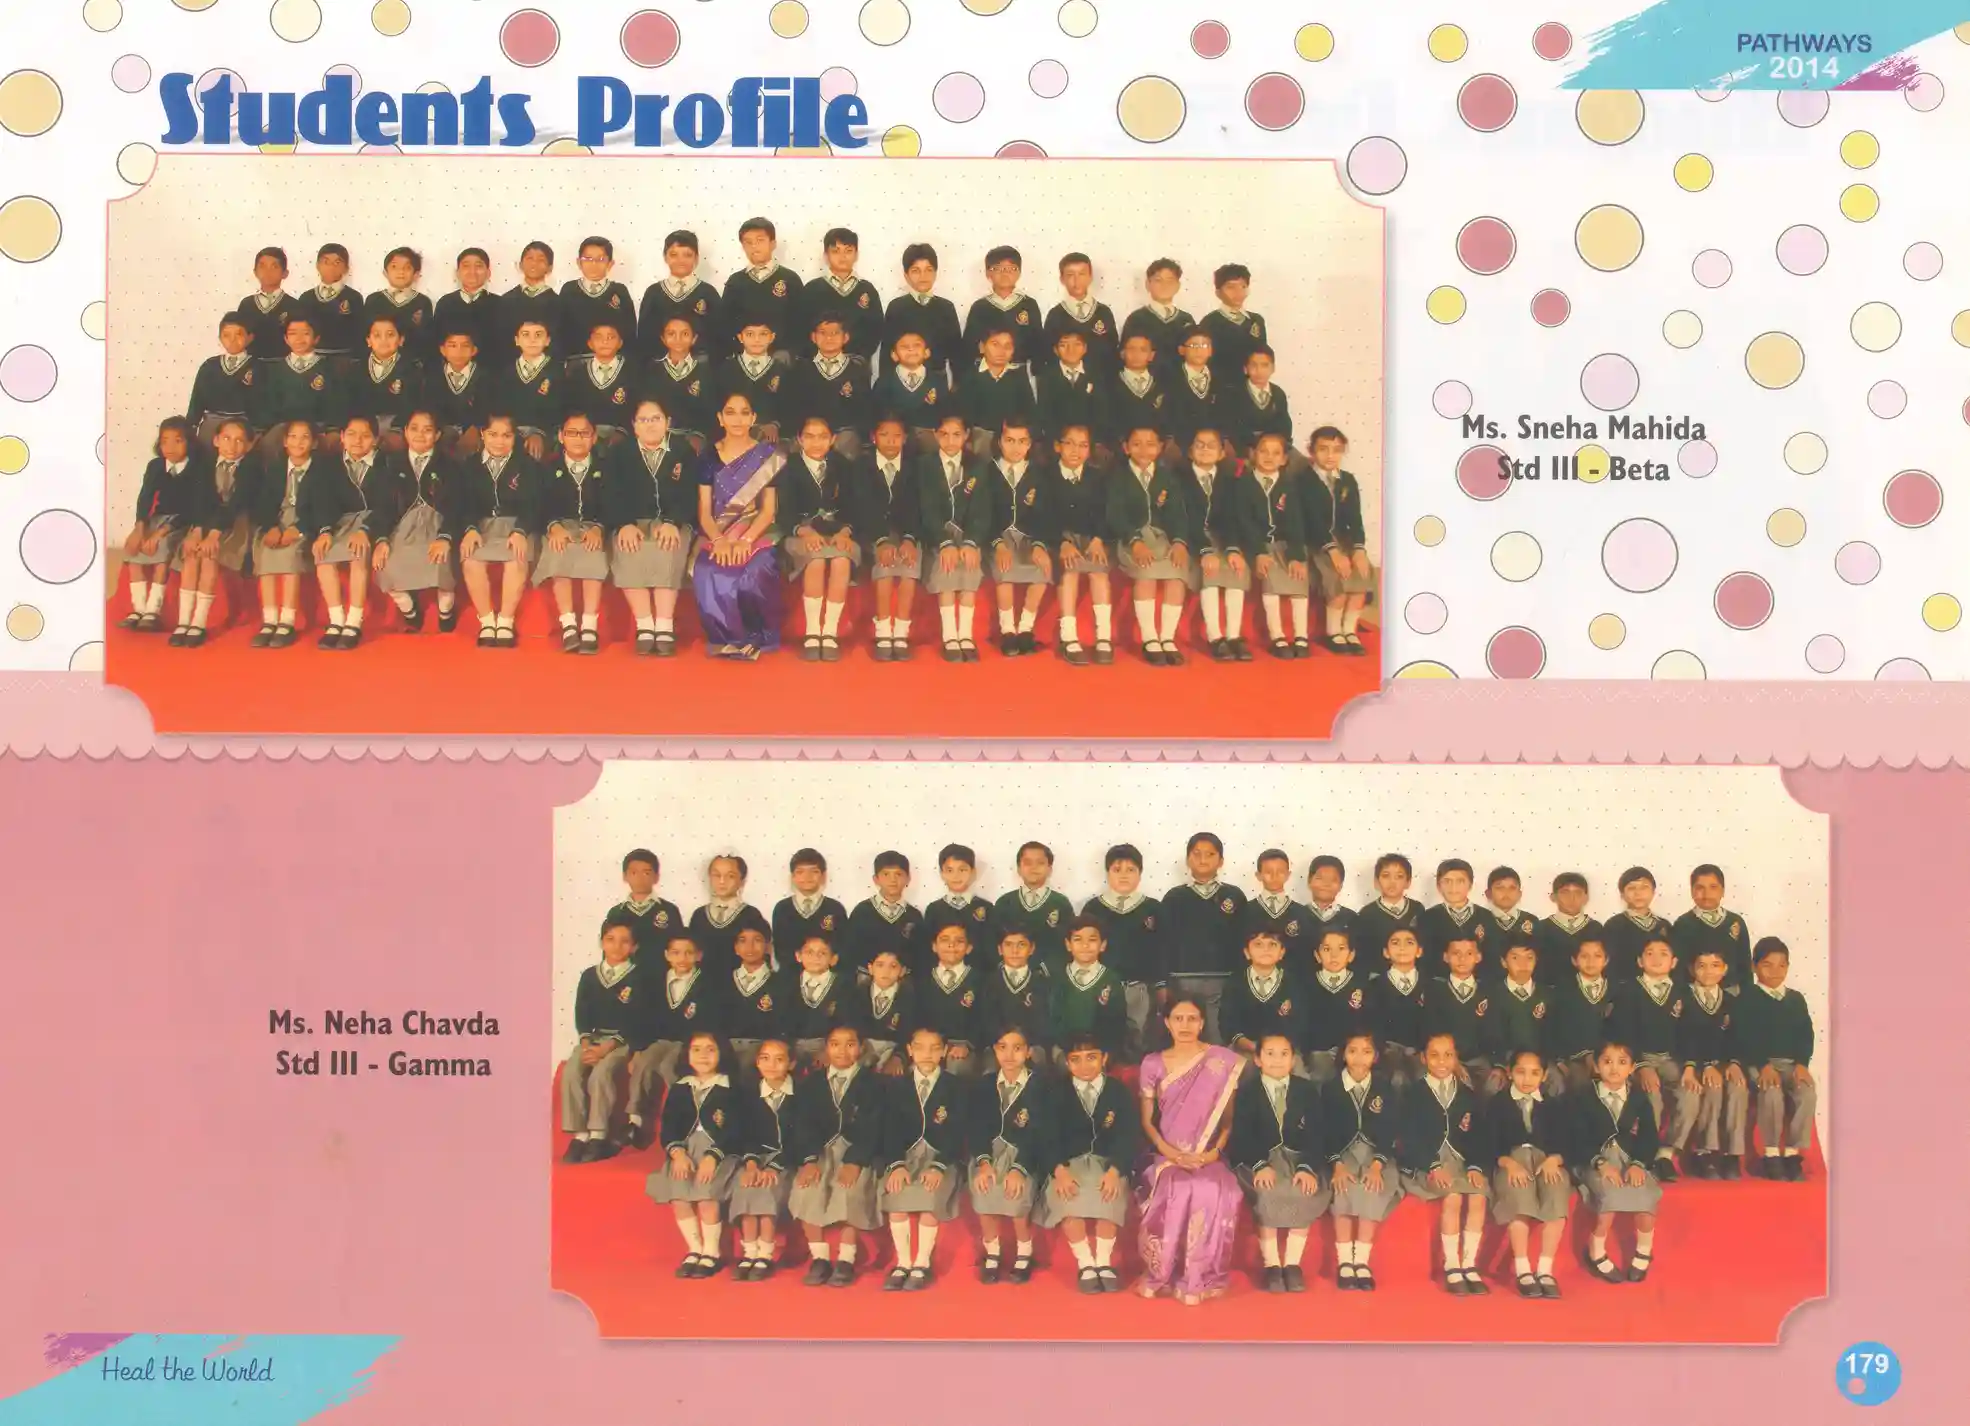 PATHWAYS
2014
Students Profile
Ms. Sneha Mahida
Std III - Beta
Ms. Neha Chavda
Std III - Gamma
Heal the World
179